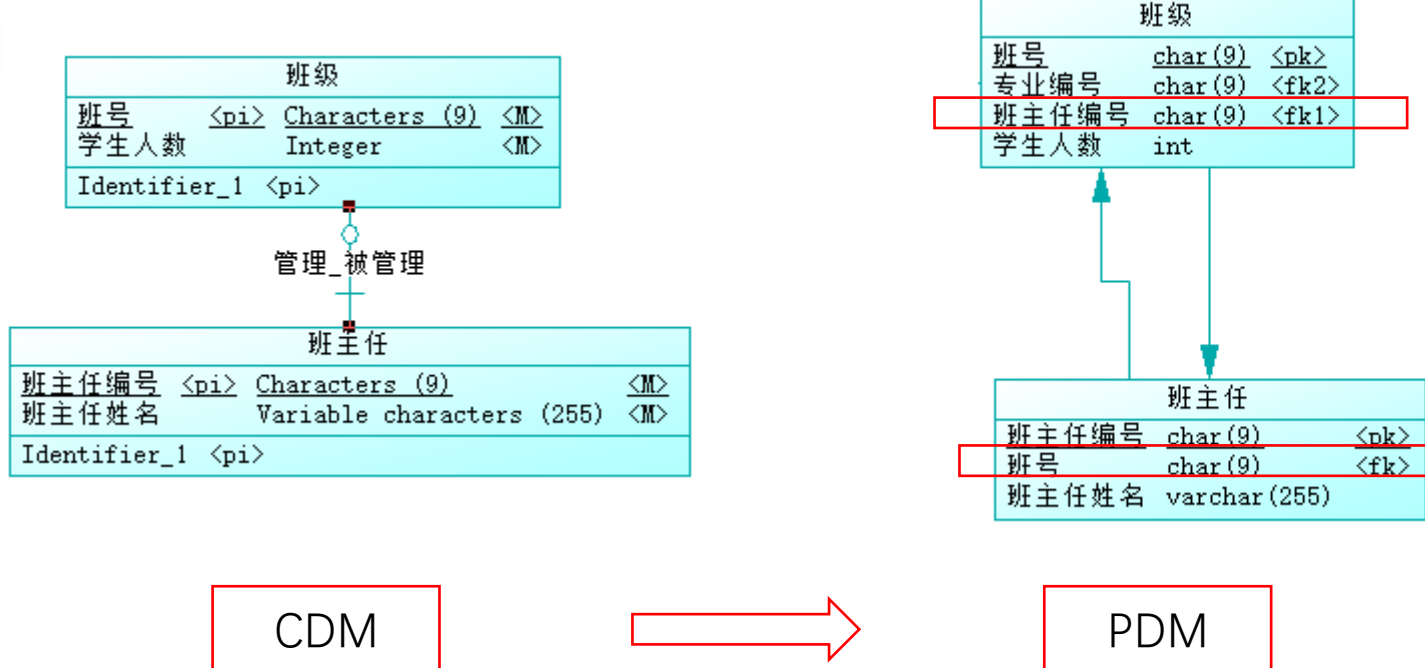 班级
班号 <pi> Characters (9) <M>
学生人数 Integer <M>
Identifier_1 <pi>
管理_被管理
班主任
班主任编号 <pi> Characters (9) <M>
班主任姓名 Variable characters (255) <M>
Identifier_1 <pi>
班级
班号 char(9) <pk>
专业编号 char(9) <fk2>
班主任编号 char(9) <fk1>
学生人数 int
班主任
班主任编号 char(9) <pk>
班号 char(9) <fk>
班主任姓名 varchar(255)
CDM
PDM